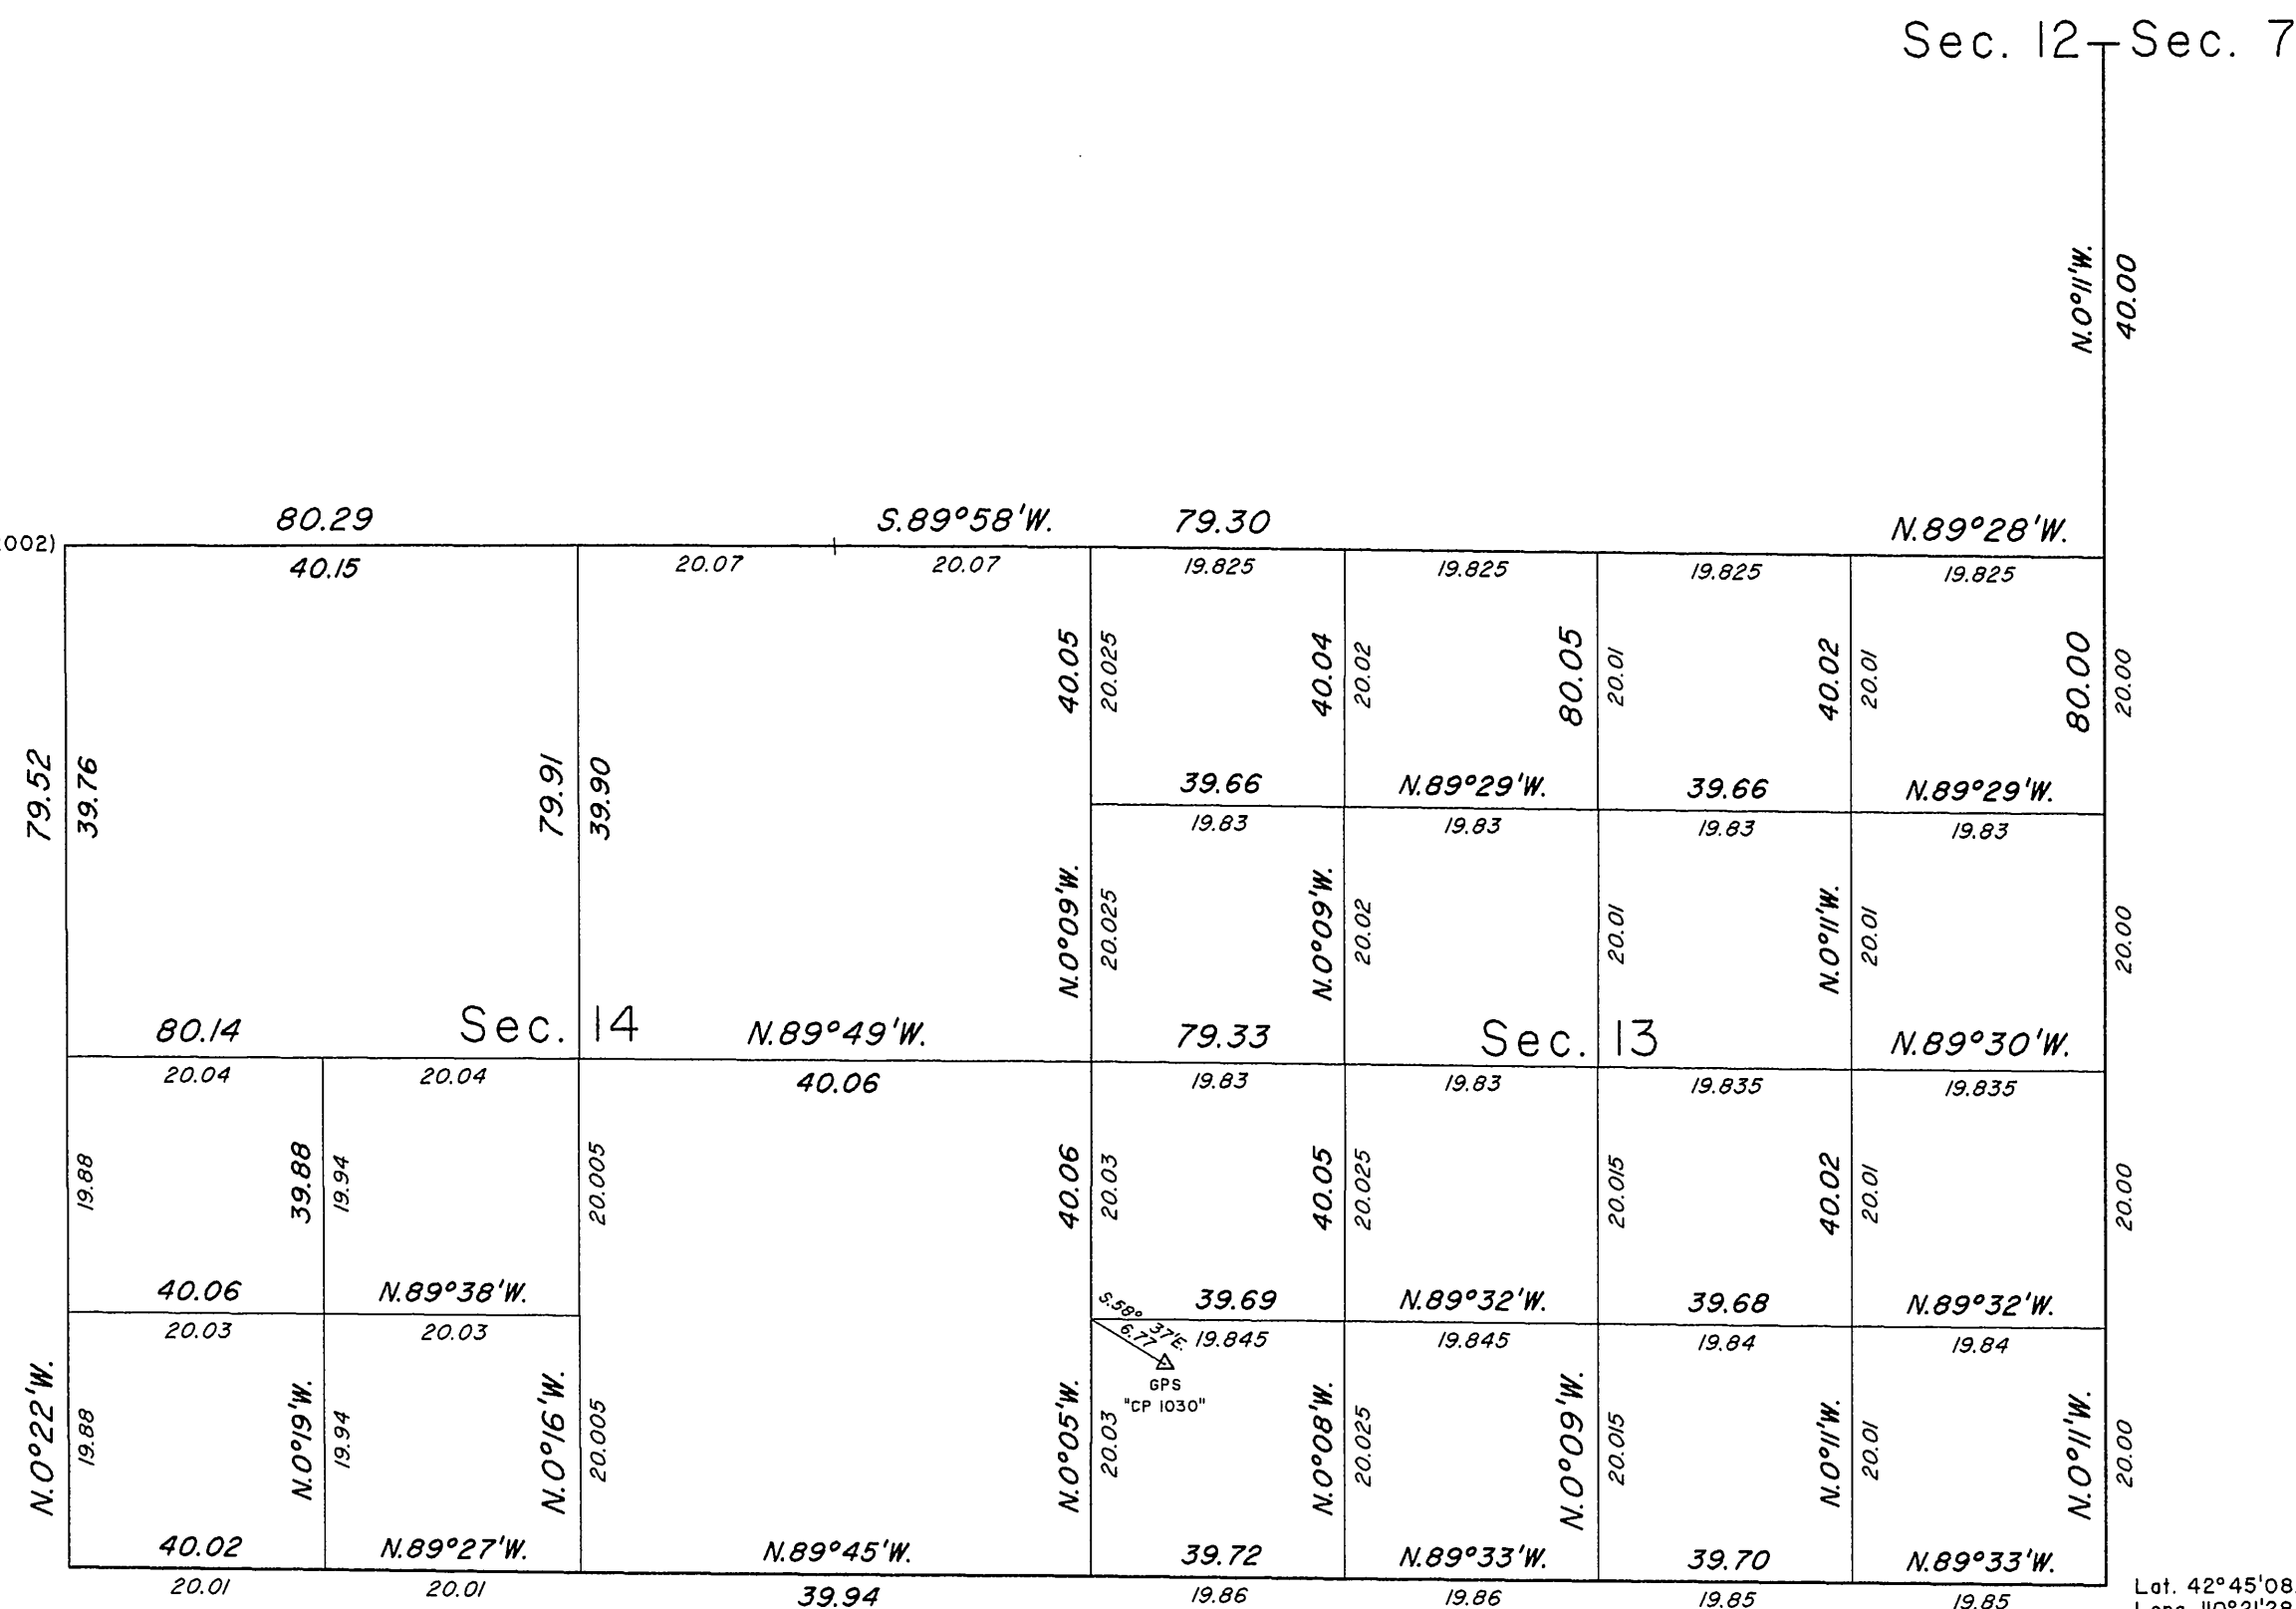 Sec. 12 Sec. 7
N.0°11'W.
40.00
80.29 S.89°58'W. 79.30 N.89°28'W.
002)
40.15 20.07 20.07 19.825 19.825 19.825 19.825
79.52 39.76 79.91 39.90 40.05 20.025 40.04 20.02 80.05 20.01 40.02 20.01 80.00 20.00
39.66 N.89°29'W. 39.66 N.89°29'W.
19.83 19.83 19.83 19.83
N.0°09'W. 20.025 N.0°09'W. 20.02 20.01 N.0°11'W. 20.01 20.00
80.14 Sec. 14 N.89°49'W. 79.33 Sec. 13 N.89°30'W.
20.04 20.04 40.06 19.83 19.83 19.835 19.835
19.88 39.88 19.94 20.005 40.06 20.03 40.05 20.025 20.015 40.02 20.01 20.00
40.06 N.89°38'W. 39.69 N.89°32'W. 39.68 N.89°32'W.
S.58° 37'E.
6.77
20.03 20.03 19.845 19.845 19.84 19.84
GPS
"CP 1030"
N.0°22'W. 19.88 N.0°19'W. 19.94 N.0°16'W. 20.005 N.0°05'W. 20.03 N.0°08'W. 20.025 N.0°09'W. 20.015 N.0°11'W. 20.01 N.0°11'W. 20.00
40.02 N.89°27'W. N.89°45'W. 39.72 N.89°33'W. 39.70 N.89°33'W.
20.01 20.01 39.94 19.86 19.86 19.85 19.85
Lat. 42°45'08
Long. 110°21'28